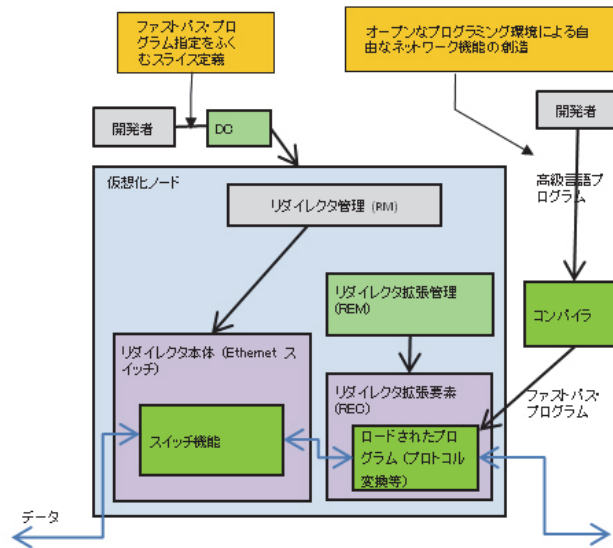 ファストパス・プ
ログラム指定をふく
むスライス定義
オープンなプログラミング環境による自
由なネットワーク機能の創造
開発者
DC
開発者
仮想化ノード
高級言語プ
ログラム
リダイレクタ管理 (RM)
リダイレクタ拡張管理
(REM)
コンパイラ
リダイレクタ本体 (Ethernet ス
イッチ)
リダイレクタ拡張要素
(REC)
ファストパス・
プログラム
スイッチ機能
ロードされたプロ
グラム (プロトコル
変換等)
データ